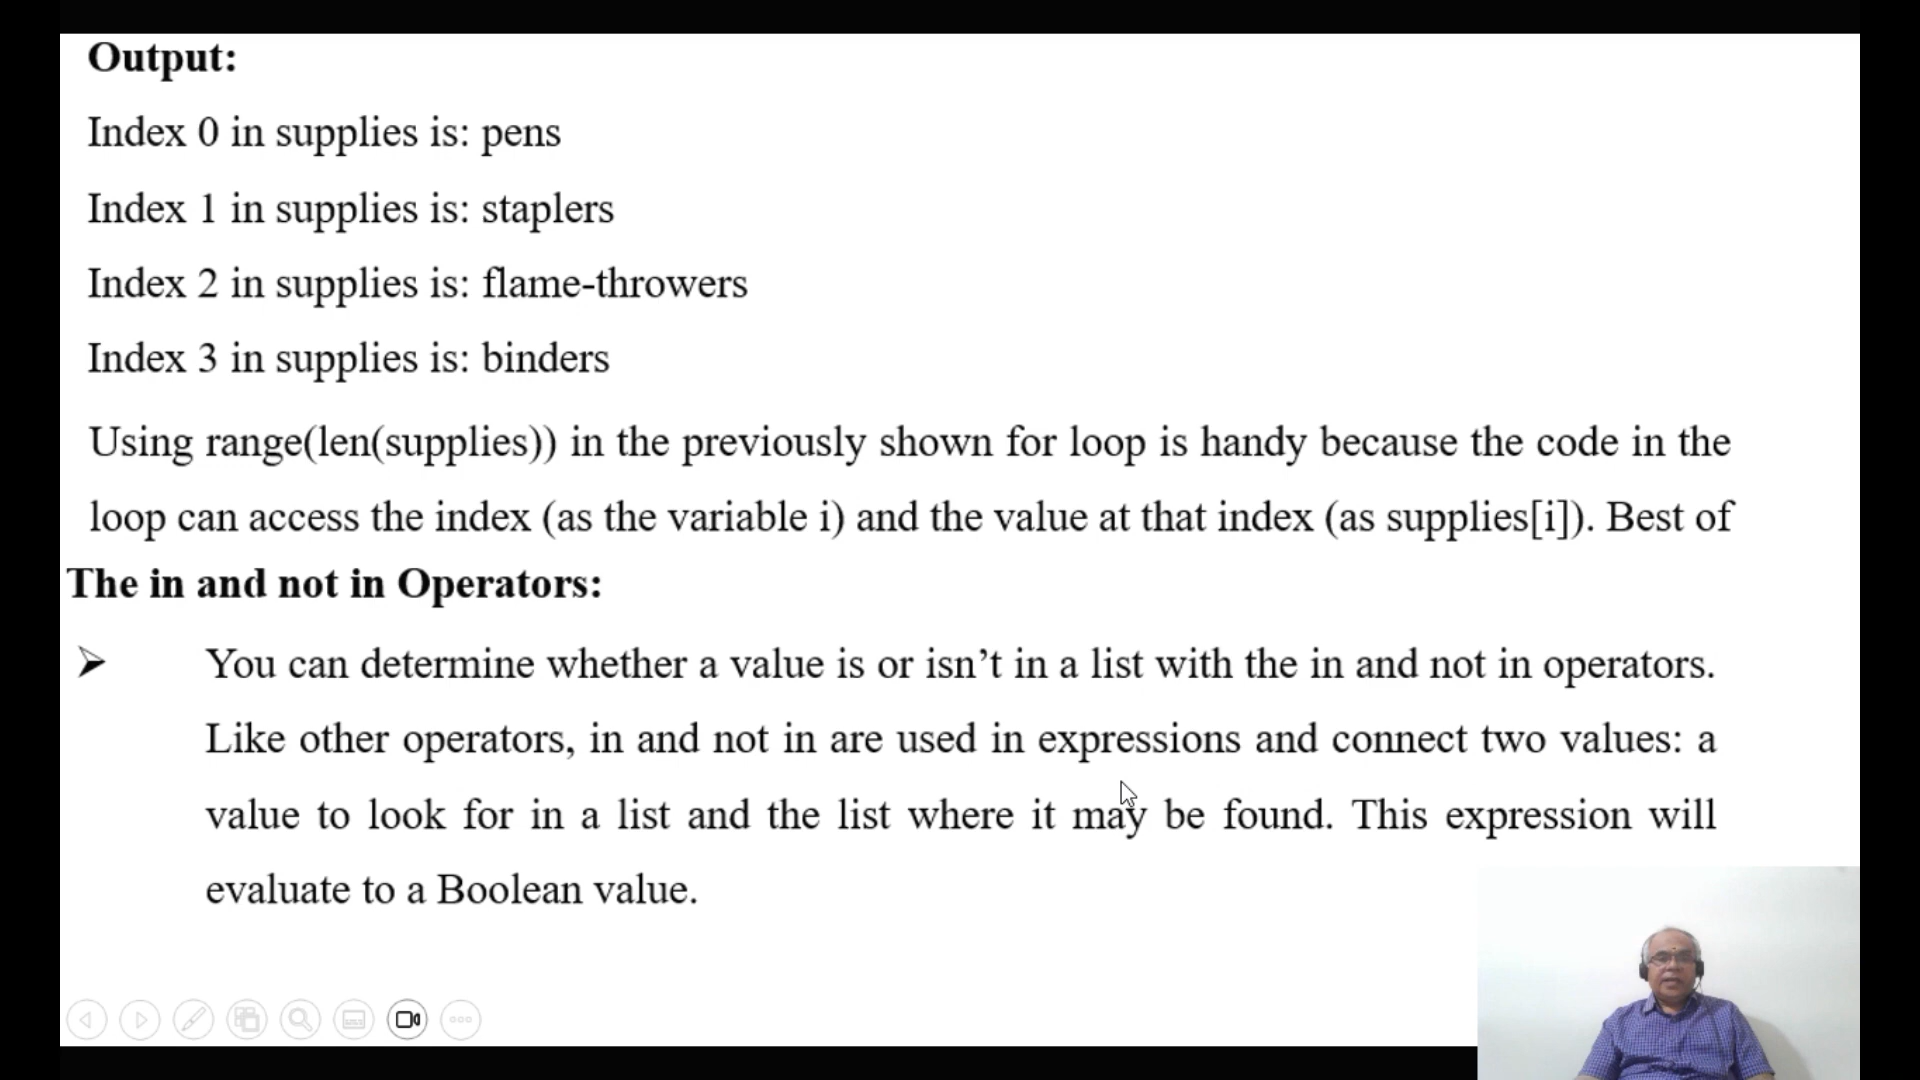 Output:
Index 0 in supplies is: pens
Index 1 in supplies is: staplers
Index 2 in supplies is: flame-throwers
Index 3 in supplies is: binders
Using range(len(supplies)) in the previously shown for loop is handy because the code in the
loop can access the index (as the variable i) and the value at that index (as supplies[i]). Best of
The in and not in Operators:
➢ You can determine whether a value is or isn’t in a list with the in and not in operators.
Like other operators, in and not in are used in expressions and connect two values: a
value to look for in a list and the list where it may be found. This expression will
evaluate to a Boolean value.